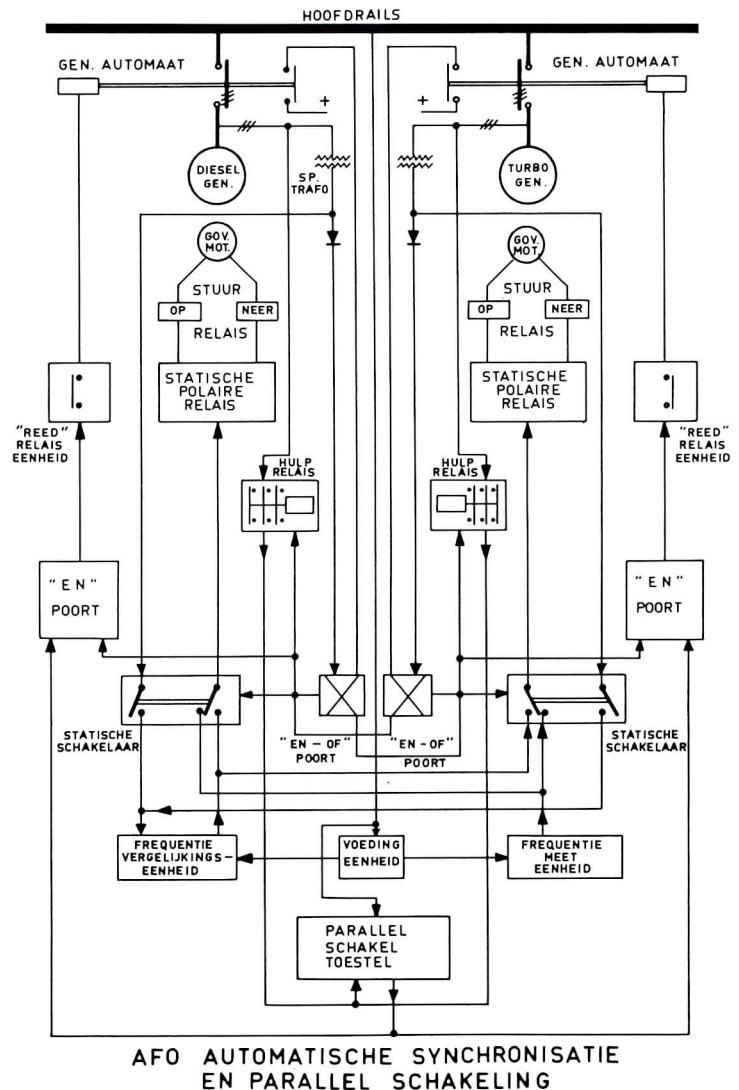 HOOFDRAILS
GEN. AUTOMAAT
GEN. AUTOMAAT
+
+
DIESEL
GEN.
SP.
TRAFO
TURBO
GEN.
GOV.
MOT.
STUUR
OP
NEER
RELAIS
STATISCHE
POLAIRE
RELAIS
GOV.
MOT.
STUUR
OP
NEER
RELAIS
STATISCHE
POLAIRE
RELAIS
"REED"
RELAIS
EENHEID
"REED"
RELAIS
EENHEID
HULP
RELAIS
HULP
RELAIS
"EN"
POORT
"EN"
POORT
STATISCHE
SCHAKELAAR
"EN-OF"
POORT
"EN-OF"
POORT
STATISCHE
SCHAKELAAR
FREQUENTIE
VERGELIJKINGS-
EENHEID
VOEDING
EENHEID
FREQUENTIE
MEET
EENHEID
PARALLEL
SCHAKEL
TOESTEL
AFO AUTOMATISCHE SYNCHRONISATIE
EN PARALLEL SCHAKELING